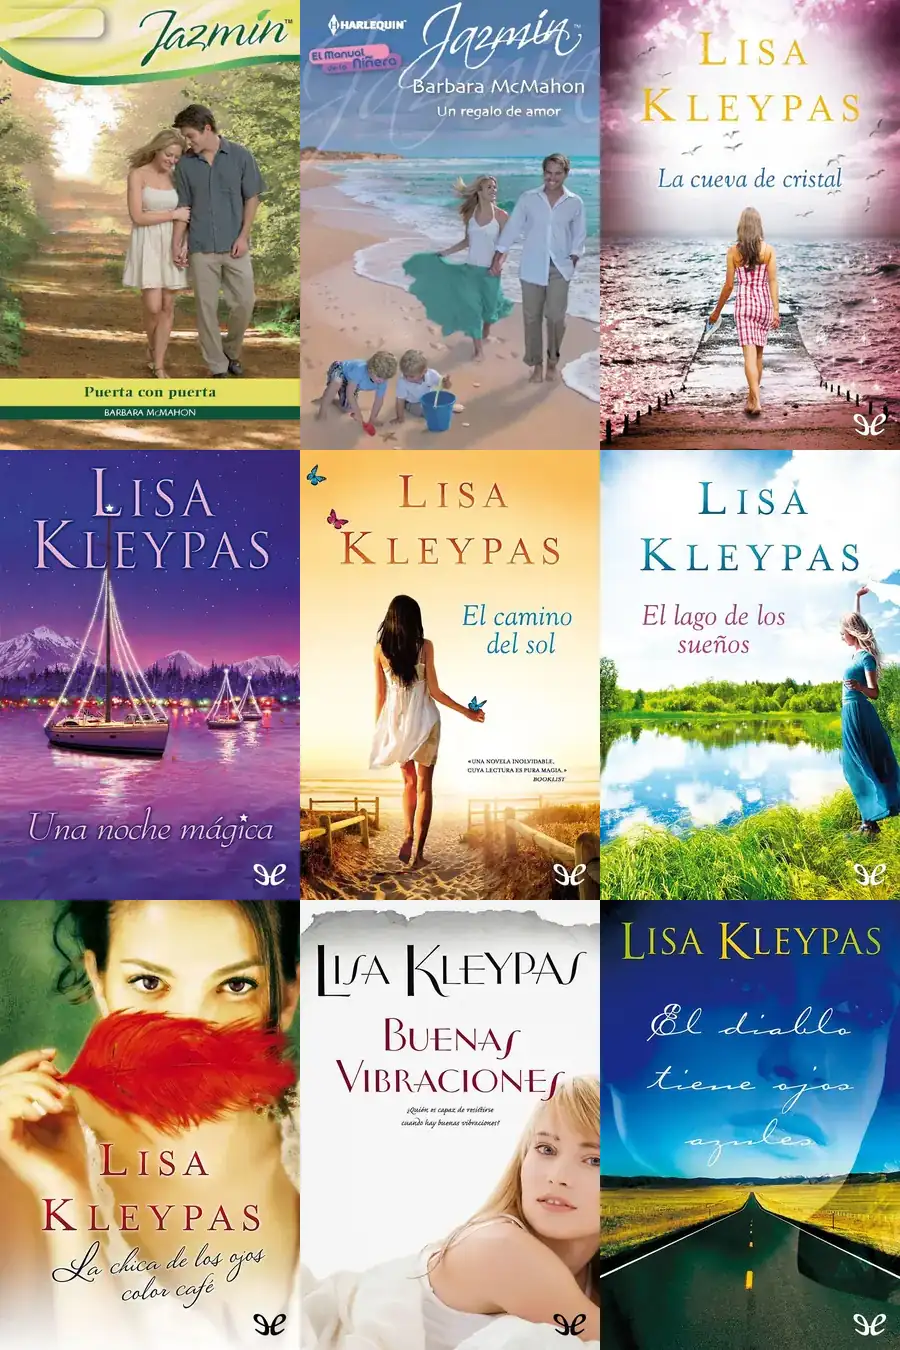 Jazmín™
Puerta con puerta
BARBARA McMAHON
HARLEQUIN™
Jazmín™
El Manual
de la Niñera
Barbara McMahon
Un regalo de amor
LISA
KLEYPAS
La cueva de cristal
LISA
KLEYPAS
Una noche mágica
LISA
KLEYPAS
El camino
del sol
«UNA NOVELA INOLVIDABLE,
CUYA LECTURA ES PURA MAGIA.»
BOOKLIST
LISA
KLEYPAS
El lago de los
sueños
LISA
KLEYPAS
La chica de los ojos
color café
LISA KLEYPAS
BUENAS
VIBRACIONES
¿Quién es capaz de resistirse
cuando hay buenas vibraciones?
LISA KLEYPAS
El diablo
tiene ojos
azules